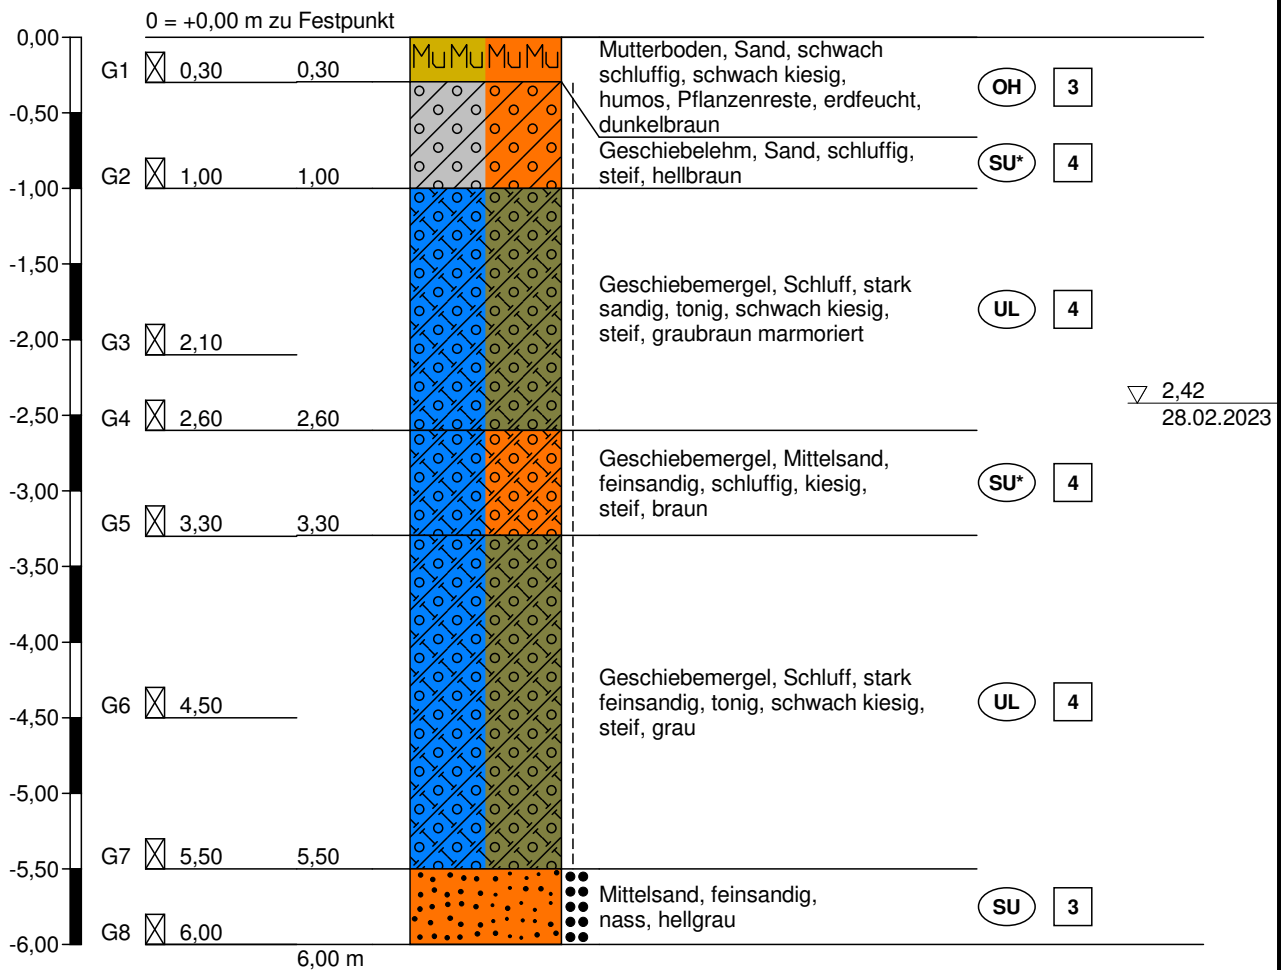 0 = +0,00 m zu Festpunkt
0,00
Mu Mu Mu Mu
Mutterboden, Sand, schwach
schluffig, schwach kiesig,
humos, Pflanzenreste, erdfeucht,
dunkelbraun
OH 3
G1 0,30 0,30
-0,50
Geschiebelehm, Sand, schluffig,
steif, hellbraun
SU* 4
G2 1,00 1,00
-1,00
-1,50
Geschiebemergel, Schluff, stark
sandig, tonig, schwach kiesig,
steif, graubraun marmoriert
UL 4
-2,00
G3 2,10
2,42
28.02.2023
-2,50
G4 2,60 2,60
Geschiebemergel, Mittelsand,
feinsandig, schluffig, kiesig,
steif, braun
SU* 4
-3,00
G5 3,30 3,30
-3,50
-4,00
Geschiebemergel, Schluff, stark
feinsandig, tonig, schwach kiesig,
steif, grau
UL 4
G6 4,50
-4,50
-5,00
G7 5,50 5,50
-5,50
Mittelsand, feinsandig,
nass, hellgrau
SU 3
G8 6,00
-6,00
6,00 m